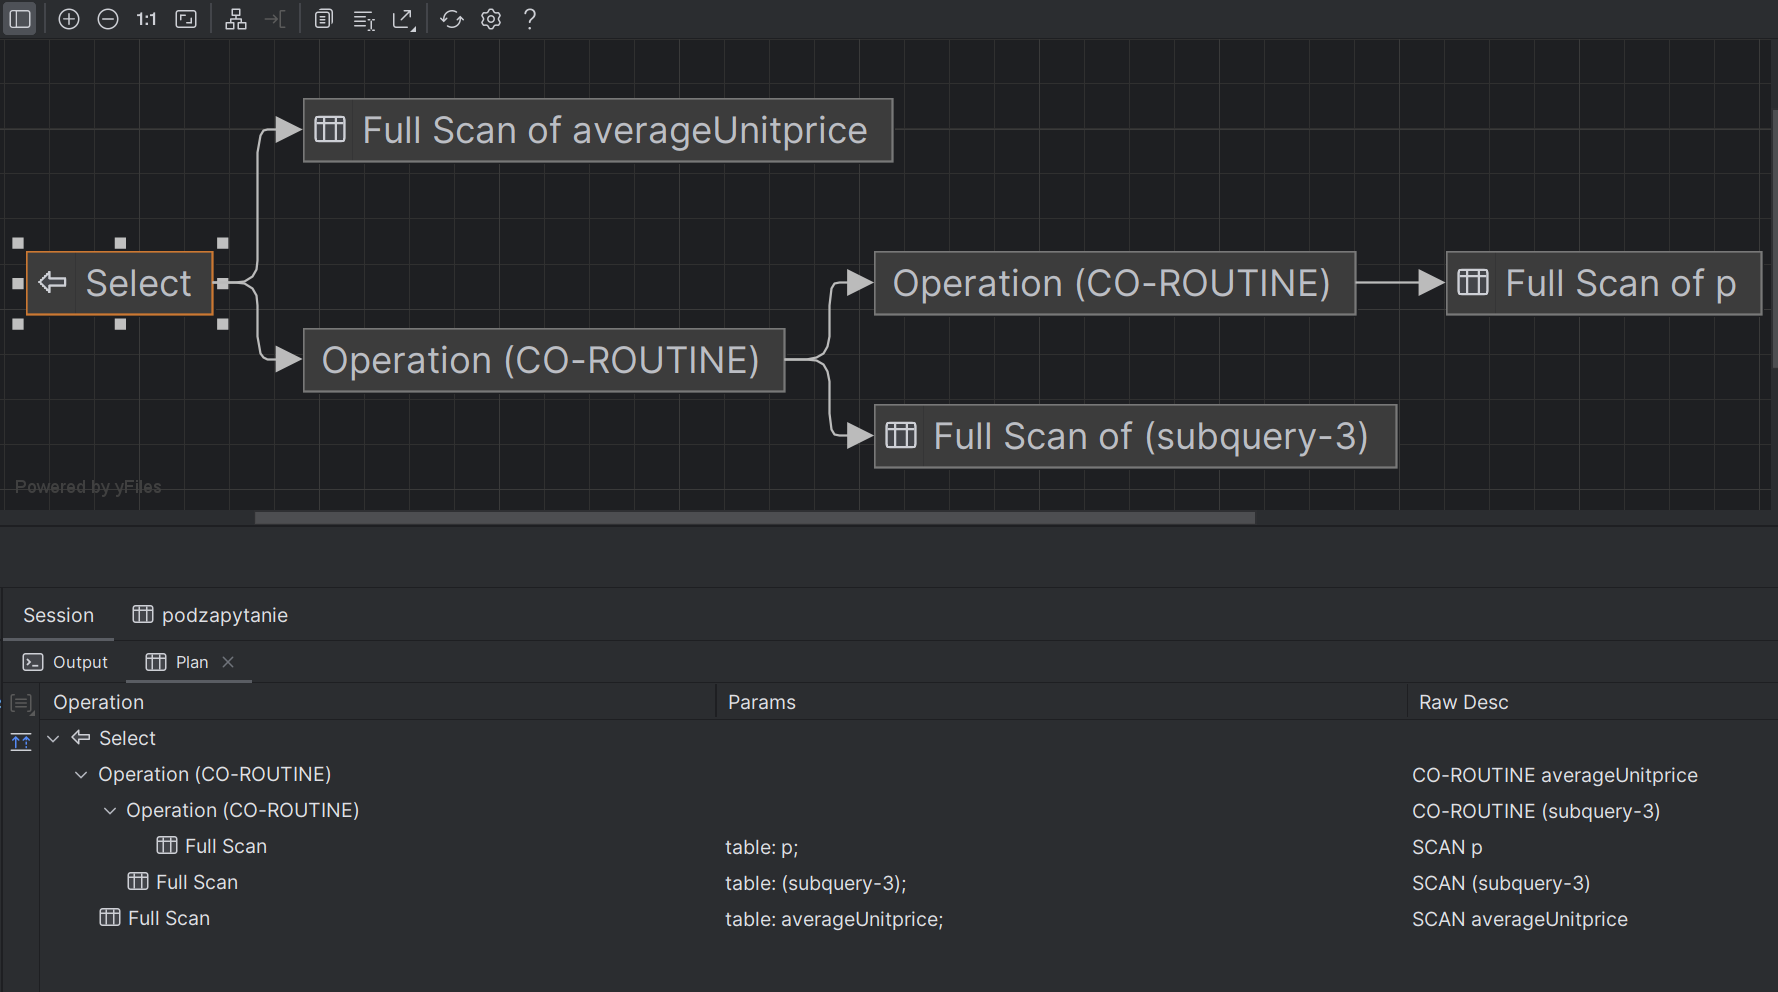 1:1
?
Full Scan of averageUnitprice
Select
Operation (CO-ROUTINE)
Full Scan of p
Operation (CO-ROUTINE)
Full Scan of (subquery-3)
Powered by yFiles
Session podzapytanie
Output Plan
Operation Params Raw Desc
Select
Operation (CO-ROUTINE) CO-ROUTINE averageUnitprice
Operation (CO-ROUTINE) CO-ROUTINE (subquery-3)
Full Scan table: p; SCAN p
Full Scan table: (subquery-3); SCAN (subquery-3)
Full Scan table: averageUnitprice; SCAN averageUnitprice